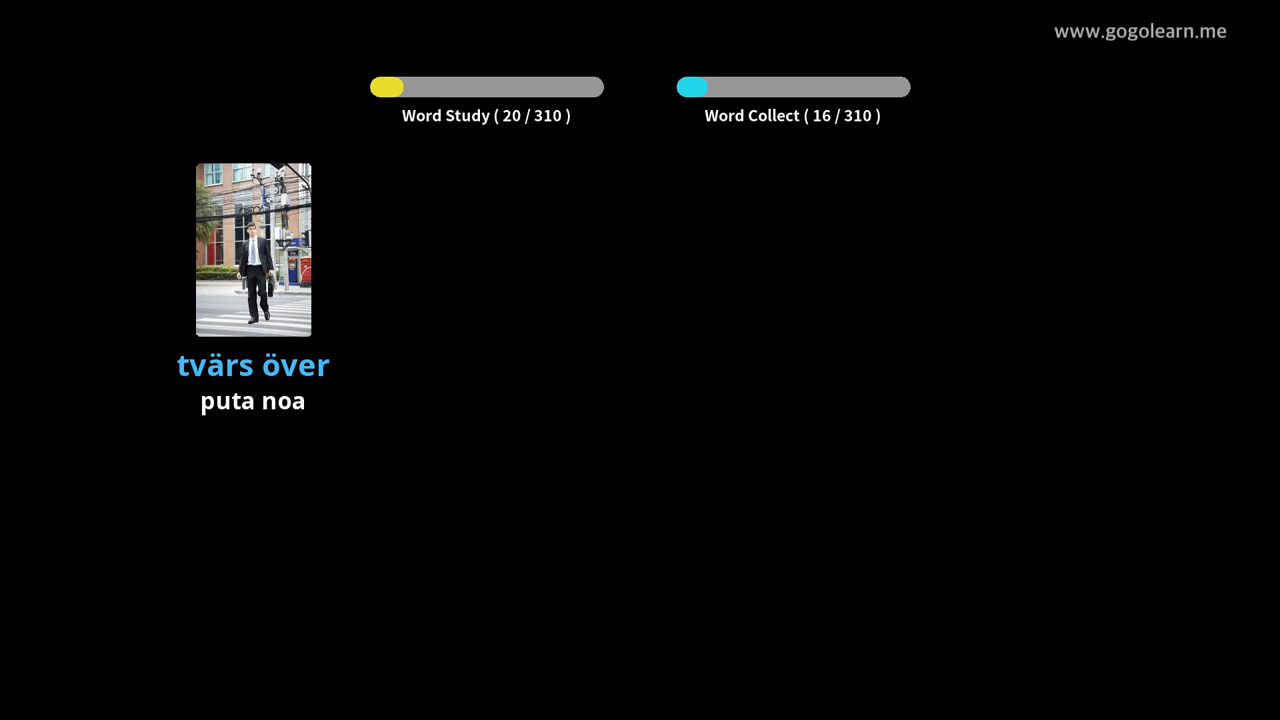 www.gogolearn.me
Word Study ( 20 / 310 )
Word Collect ( 16 / 310 )
tvärs över
puta noa